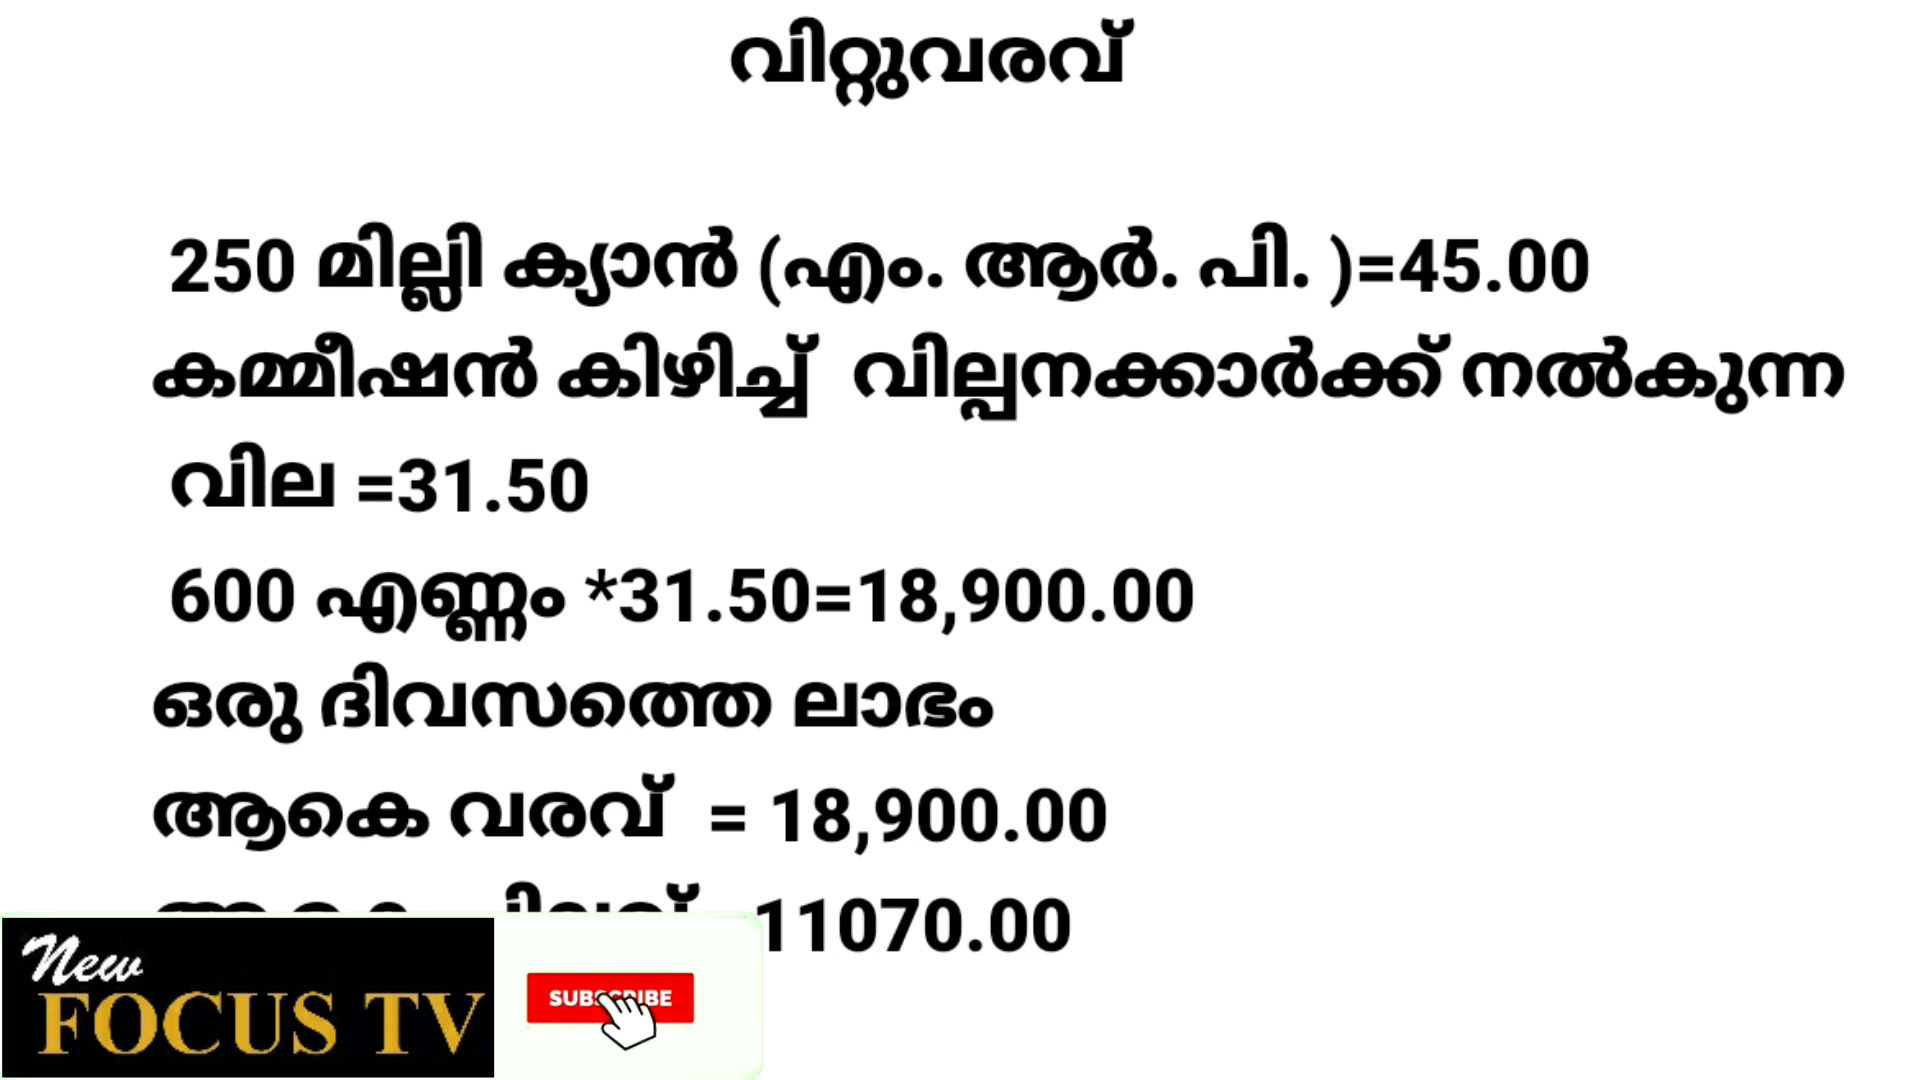 വിറ്റുവരവ്
250 മില്ലി ക്യാൻ (എം. ആർ. പി. )=45.00
കമ്മീഷൻ കിഴിച്ച് വില്പനക്കാർക്ക് നൽകുന്ന
വില =31.50
600 എണ്ണം *31.50=18,900.00
ഒരു ദിവസത്തെ ലാഭം
ആകെ വരവ് = 18,900.00
11070.00
New
FOCUS TV
SUBSCRIBE